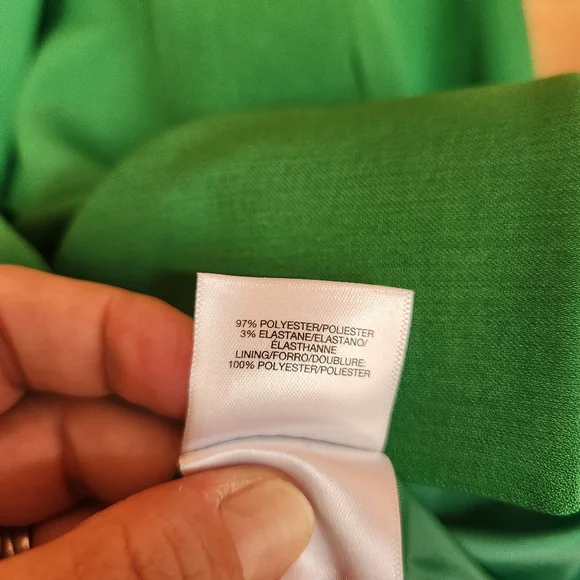 97% POLYESTER/POLIESTER
3% ELASTANE/ELASTANO/
ÉLASTHANNE
LINING/FORRO/DOUBLURE:
100% POLYESTER/POLIESTER